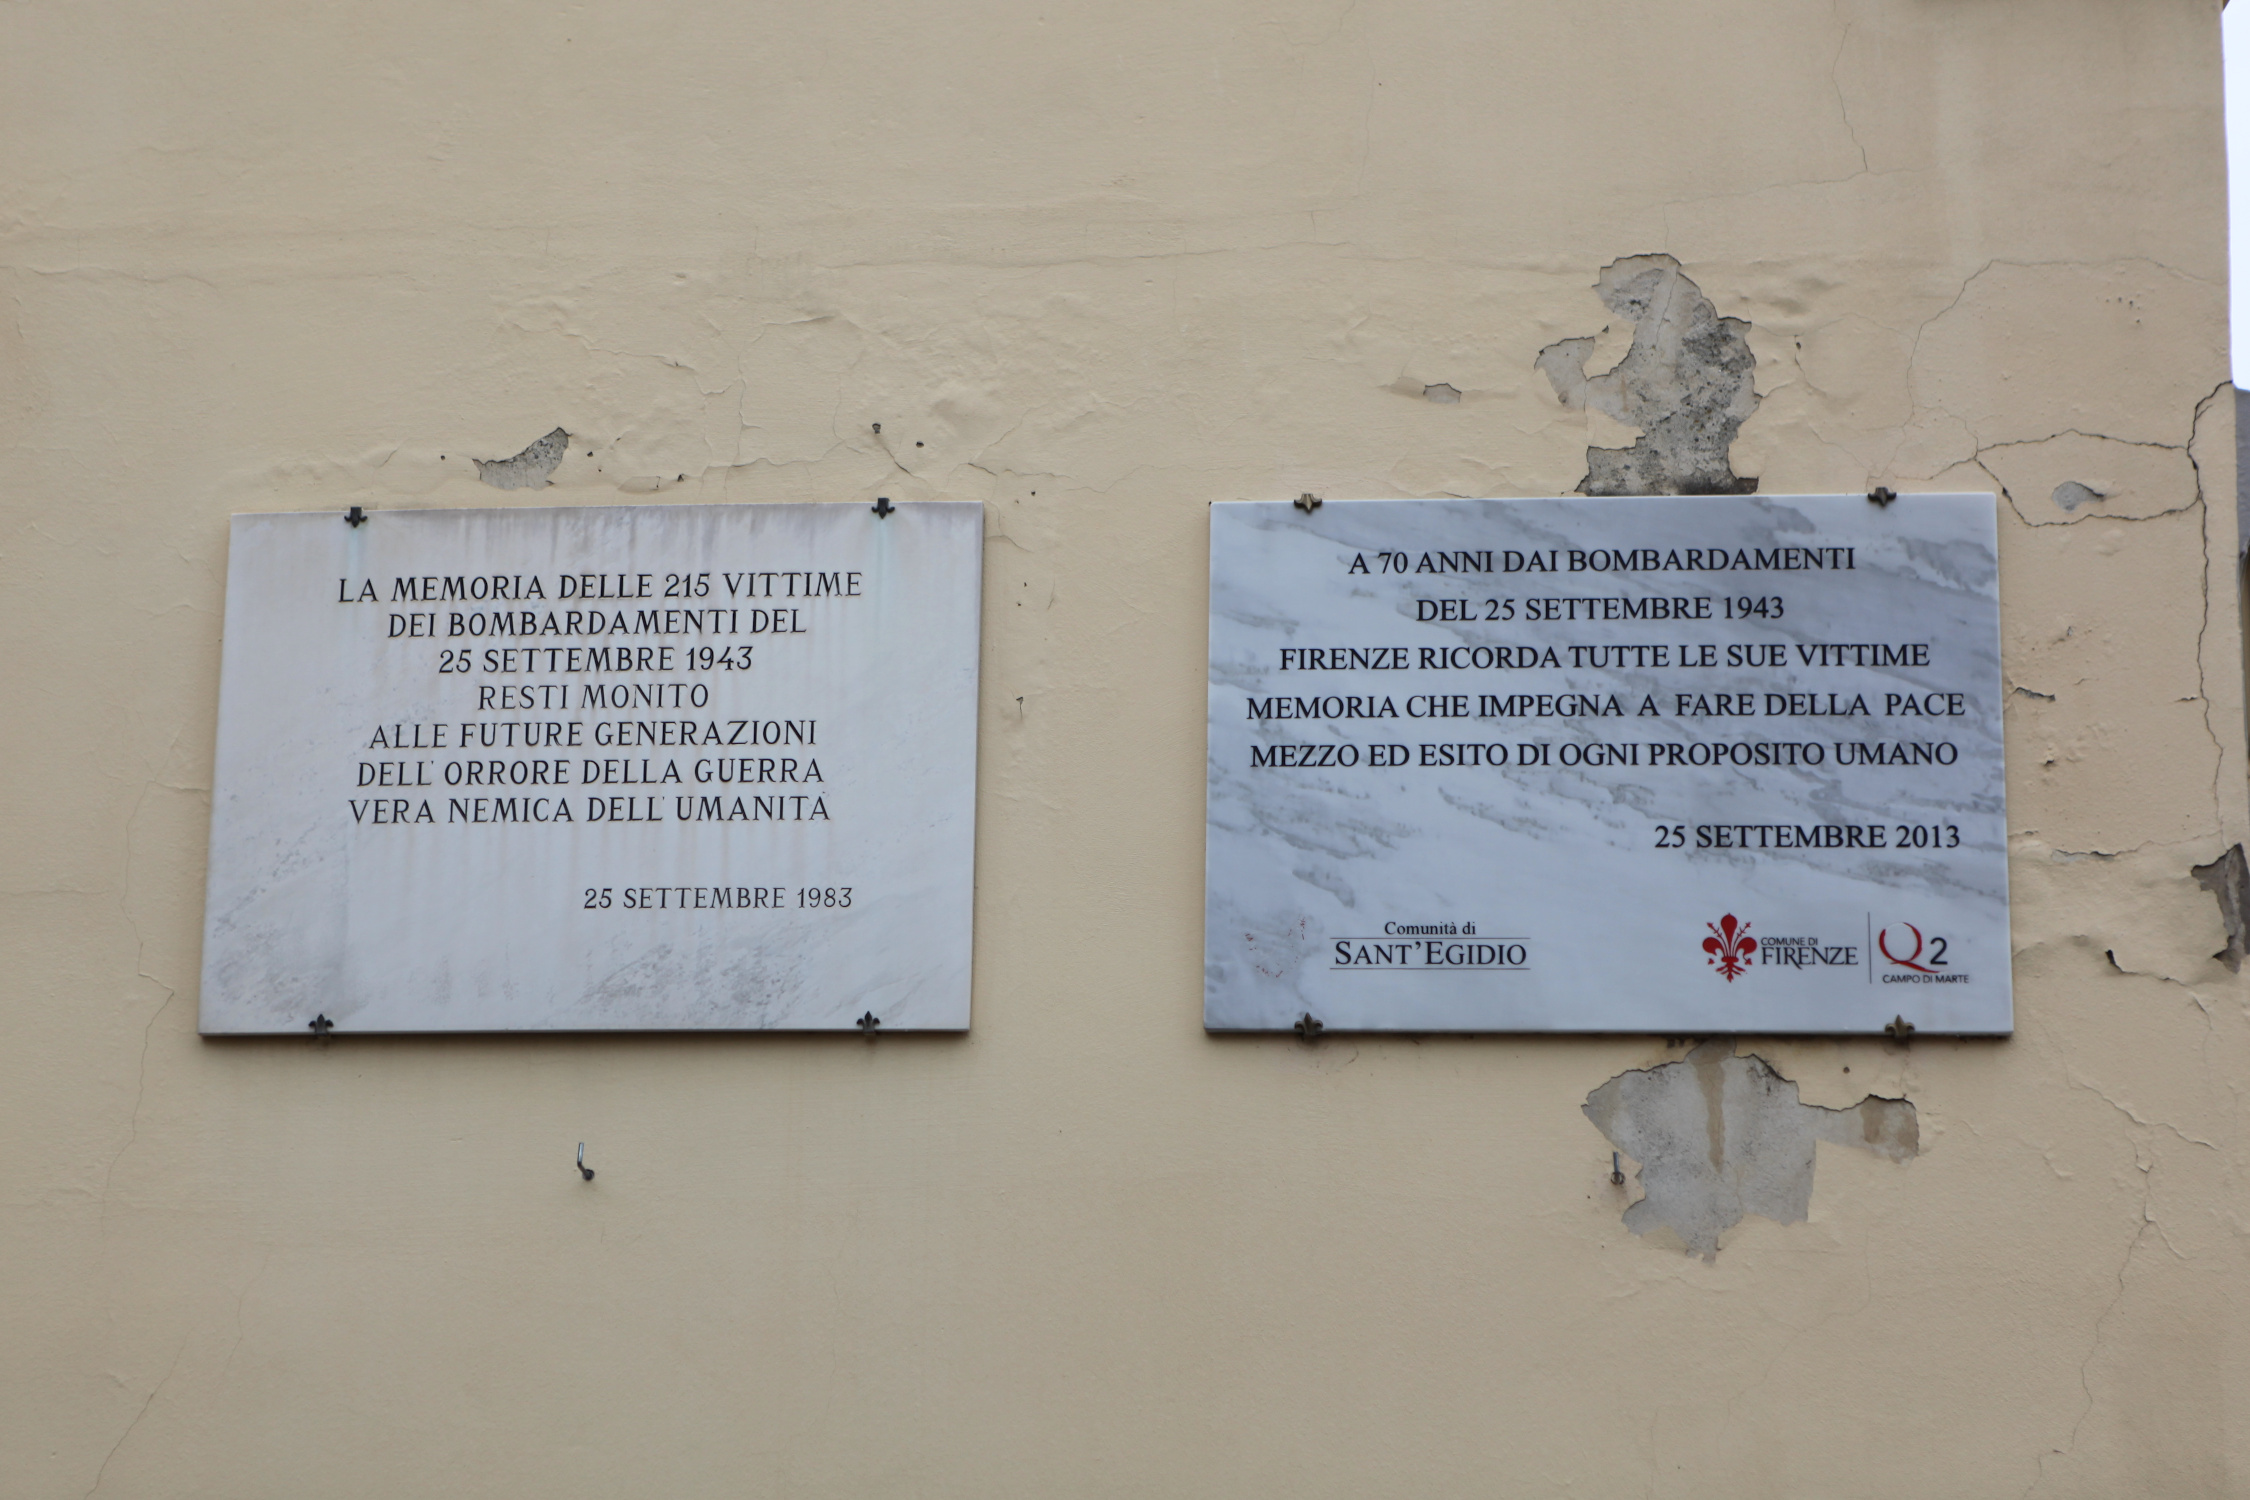 LA MEMORIA DELLE 215 VITTIME
DEI BOMBARDAMENTI DEL
25 SETTEMBRE 1943
RESTI MONITO
ALLE FUTURE GENERAZIONI
DELL'ORRORE DELLA GUERRA
VERA NEMICA DELL'UMANITÀ
25 SETTEMBRE 1983
A 70 ANNI DAI BOMBARDAMENTI
DEL 25 SETTEMBRE 1943
FIRENZE RICORDA TUTTE LE SUE VITTIME
MEMORIA CHE IMPEGNA A FARE DELLA PACE
MEZZO ED ESITO DI OGNI PROPOSITO UMANO
25 SETTEMBRE 2013
Comunità di
SANT'EGIDIO
COMUNE DI
FIRENZE
Q2
CAMPO DI MARTE